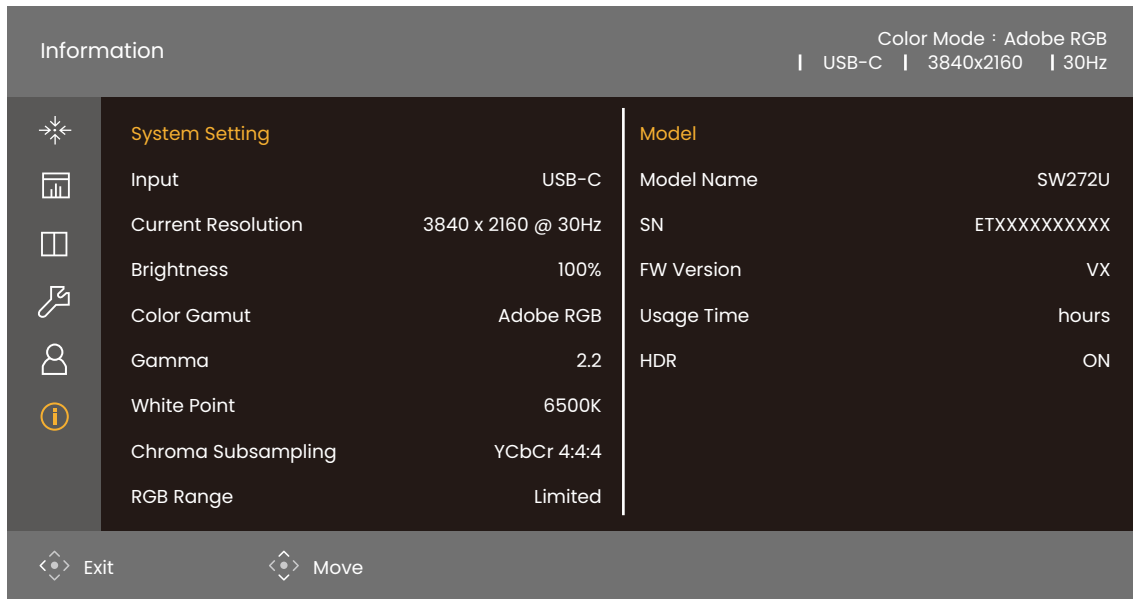 Information
Color Mode：Adobe RGB
| USB-C | 3840x2160 | 30Hz
System Setting
Input USB-C
Current Resolution 3840 x 2160 @ 30Hz
Brightness 100%
Color Gamut Adobe RGB
Gamma 2.2
White Point 6500K
Chroma Subsampling YCbCr 4:4:4
RGB Range Limited
Model
Model Name SW272U
SN ETXXXXXXXXXX
FW Version VX
Usage Time hours
HDR ON
Exit Move